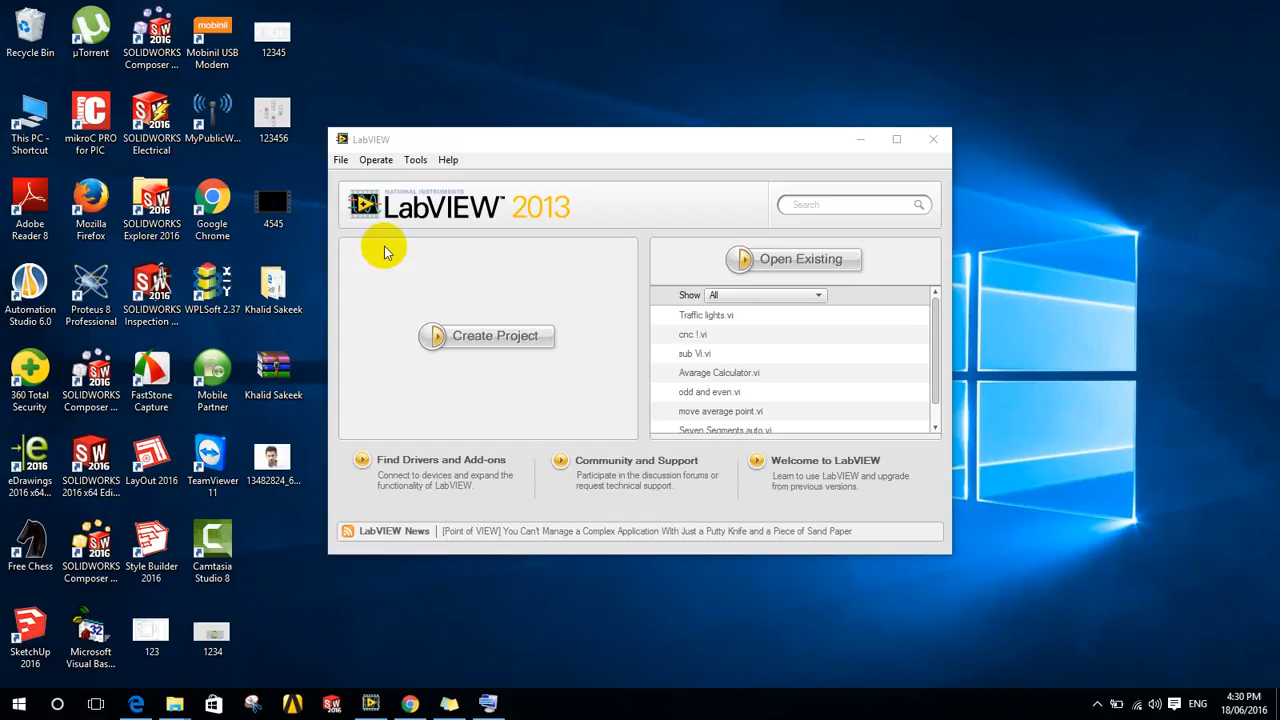 Recycle Bin
µTorrent
SOLIDWORKS
Composer ...
Mobinil USB
Modem
12345
This PC -
Shortcut
mikroC PRO
for PIC
SOLIDWORKS
Electrical
MyPublicW...
123456
Adobe
Reader 8
Mozilla
Firefox
SOLIDWORKS
Explorer 2016
Google
Chrome
4545
Automation
Studio 6.0
Proteus 8
Professional
SOLIDWORKS
Inspection ...
WPLSoft 2.37
Khalid Sakeek
360 Total
Security
SOLIDWORKS
Composer ...
FastStone
Capture
Mobile
Partner
Khalid Sakeek
eDrawings
2016 x64...
SOLIDWORKS
2016 x64 Edi...
LayOut 2016
TeamViewer
11
13482824_6...
Free Chess
SOLIDWORKS
Composer ...
Style Builder
2016
Camtasia
Studio 8
SketchUp
2016
Microsoft
Visual Bas...
123
1234
mobinil
LabVIEW
File Operate Tools Help
NATIONAL INSTRUMENTS
LabVIEW™ 2013
Search
Create Project
Open Existing
Show All
Traffic lights.vi
cnc !.vi
sub Vi.vi
Avarage Calculator.vi
odd and even.vi
move average point.vi
Seven Segments auto.vi
Find Drivers and Add-ons
Connect to devices and expand the
functionality of LabVIEW.
Community and Support
Participate in the discussion forums or
request technical support.
Welcome to LabVIEW
Learn to use LabVIEW and upgrade
from previous versions.
LabVIEW News | [Point of VIEW] You Can't Manage a Complex Application With Just a Putty Knife and a Piece of Sand Paper
ENG
4:30 PM
18/06/2016